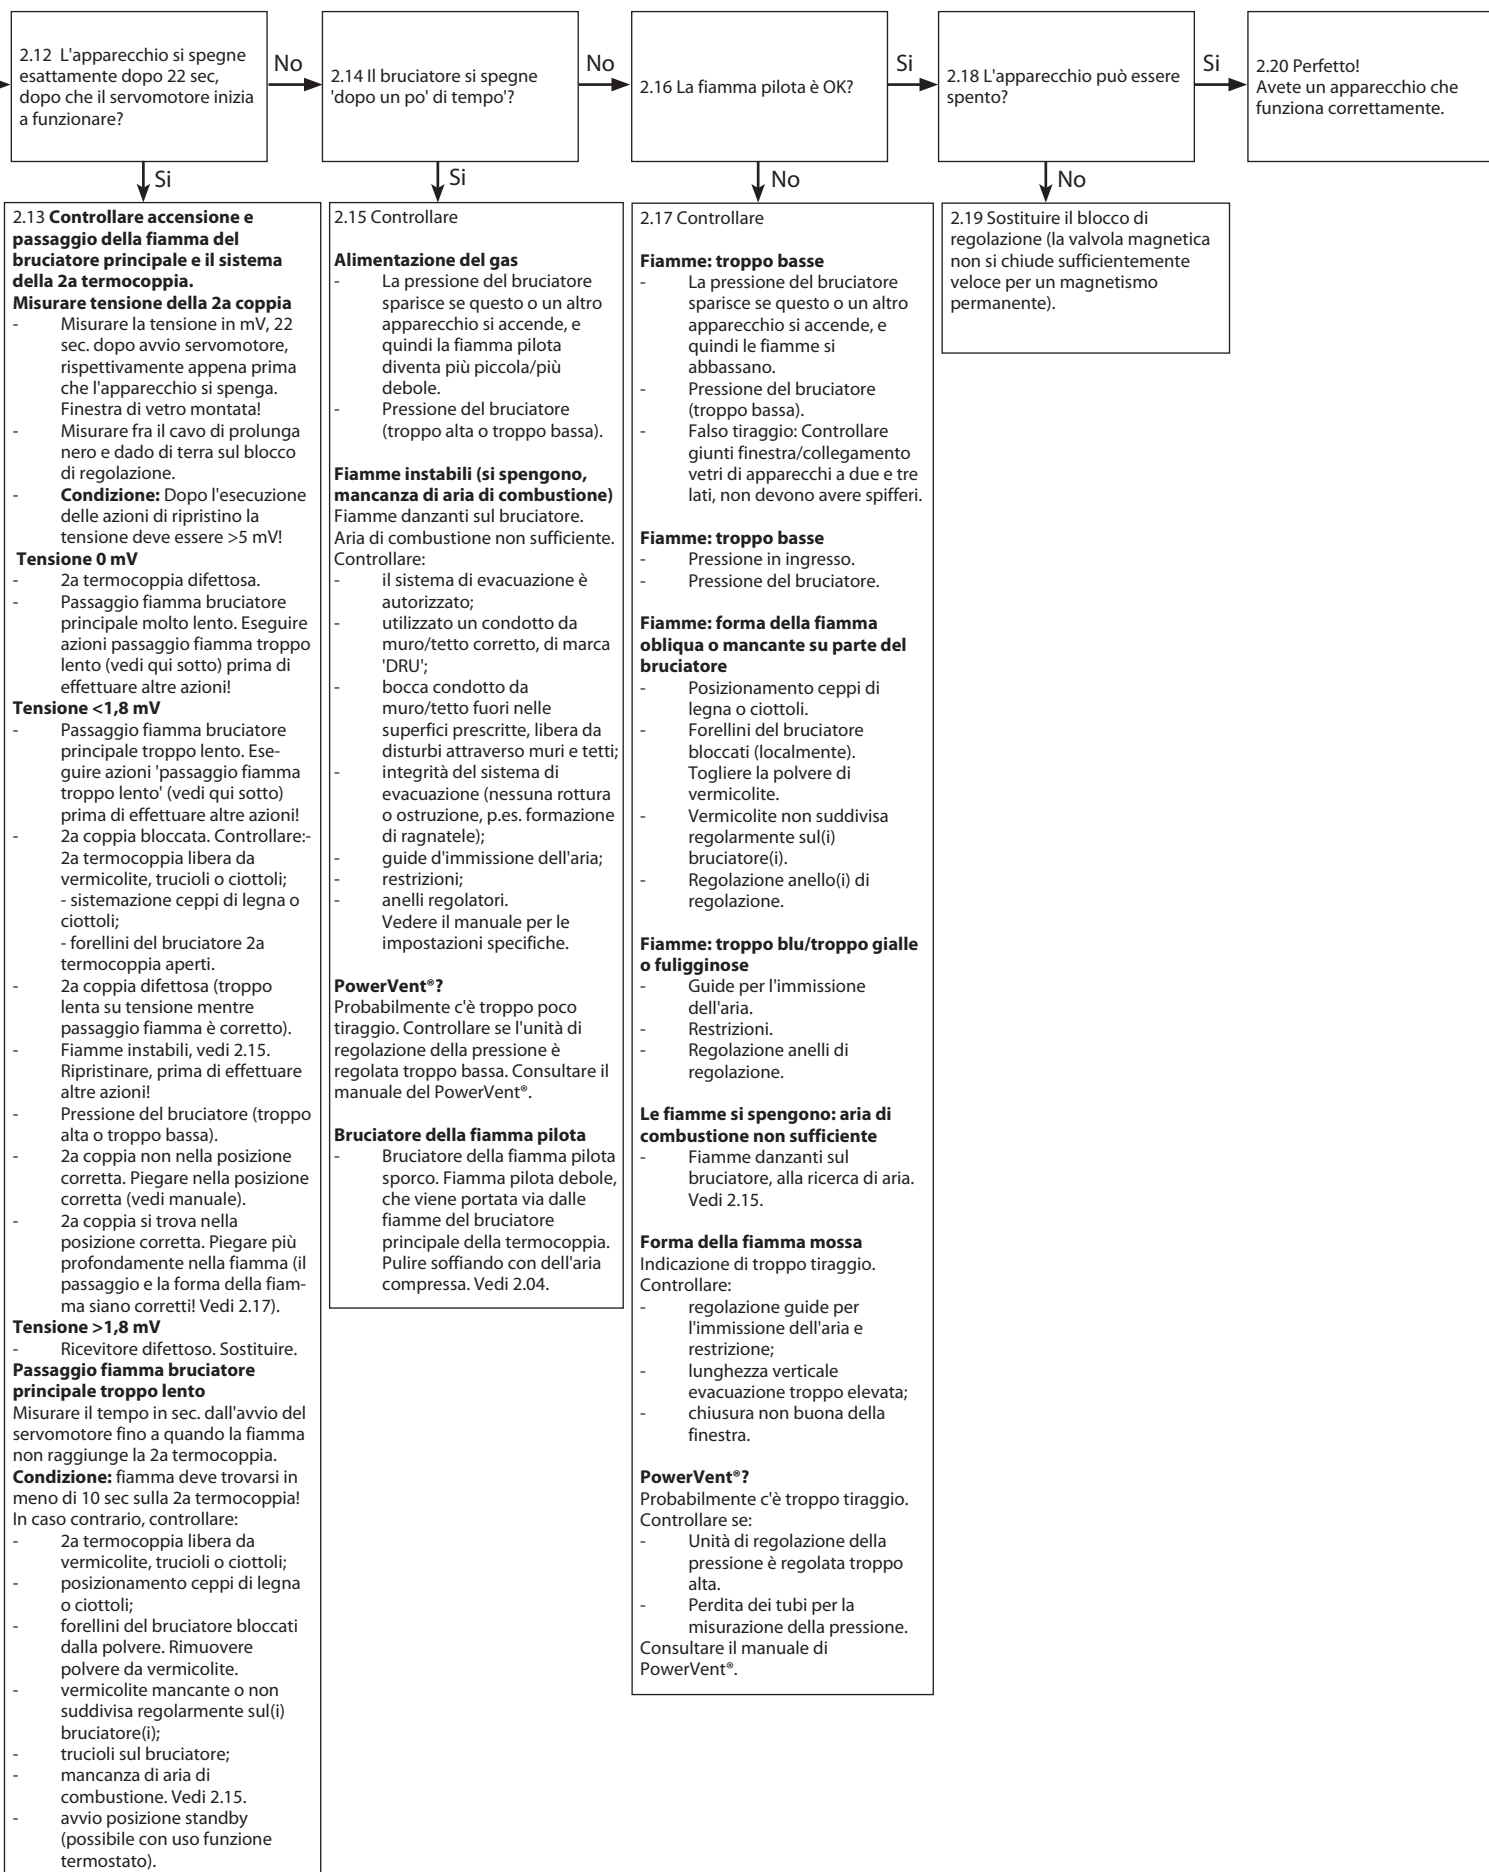 2.12  L'apparecchio si spegne
esattamente dopo 22 sec,
dopo che il servomotore inizia
a funzionare?
No
2.14 Il bruciatore si spegne
'dopo un po' di tempo'?
No
2.16 La fiamma pilota è OK?
Si
2.18 L'apparecchio può essere
spento?
Si
2.20 Perfetto!
Avete un apparecchio che
funziona correttamente.
Si
Si
No
No
2.13 Controllare accensione e
passaggio della fiamma del
bruciatore principale e il sistema
della 2a termocoppia.
Misurare tensione della 2a coppia
- Misurare la tensione in mV, 22
sec. dopo avvio servomotore,
rispettivamente appena prima
che l'apparecchio si spenga.
Finestra di vetro montata!
- Misurare fra il cavo di prolunga
nero e dado di terra sul blocco
di regolazione.
- Condizione: Dopo l'esecuzione
delle azioni di ripristino la
tensione deve essere >5 mV!
Tensione 0 mV
- 2a termocoppia difettosa.
- Passaggio fiamma bruciatore
principale molto lento. Eseguire
azioni passaggio fiamma troppo
lento (vedi qui sotto) prima di
effettuare altre azioni!
Tensione <1,8 mV
- Passaggio fiamma bruciatore
principale troppo lento. Ese-
guire azioni 'passaggio fiamma
troppo lento' (vedi qui sotto)
prima di effettuare altre azioni!
- 2a coppia bloccata. Controllare:-
2a termocoppia libera da
vermicolite, trucioli o ciottoli;
- sistemazione ceppi di legna o
ciottoli;
- forellini del bruciatore 2a
termocoppia aperti.
- 2a coppia difettosa (troppo
lenta su tensione mentre
passaggio fiamma è corretto).
- Fiamme instabili, vedi 2.15.
Ripristinare, prima di effettuare
altre azioni!
- Pressione del bruciatore (troppo
alta o troppo bassa).
- 2a coppia non nella posizione
corretta. Piegare nella posizione
corretta (vedi manuale).
- 2a coppia si trova nella
posizione corretta. Piegare più
profondamente nella fiamma (il
passaggio e la forma della fiam-
ma siano corretti! Vedi 2.17).
Tensione >1,8 mV
- Ricevitore difettoso. Sostituire.
Passaggio fiamma bruciatore
principale troppo lento
Misurare il tempo in sec. dall'avvio del
servomotore fino a quando la fiamma
non raggiunge la 2a termocoppia.
Condizione: fiamma deve trovarsi in
meno di 10 sec sulla 2a termocoppia!
In caso contrario, controllare:
- 2a termocoppia libera da
vermicolite, trucioli o ciottoli;
- posizionamento ceppi di legna
o ciottoli;
- forellini del bruciatore bloccati
dalla polvere. Rimuovere
polvere da vermicolite.
- vermicolite mancante o non
suddivisa regolarmente sul(i)
bruciatore(i);
- trucioli sul bruciatore;
- mancanza di aria di
combustione. Vedi 2.15.
- avvio posizione standby
(possibile con uso funzione
termostato).
2.15 Controllare
Alimentazione del gas
- La pressione del bruciatore
sparisce se questo o un altro
apparecchio si accende, e
quindi la fiamma pilota
diventa più piccola/più
debole.
- Pressione del bruciatore
(troppo alta o troppo bassa).
Fiamme instabili (si spengono,
mancanza di aria di combustione)
Fiamme danzanti sul bruciatore.
Aria di combustione non sufficiente.
Controllare:
- il sistema di evacuazione è
autorizzato;
- utilizzato un condotto da
muro/tetto corretto, di marca
'DRU';
- bocca condotto da
muro/tetto fuori nelle
superfici prescritte, libera da
disturbi attraverso muri e tetti;
- integrità del sistema di
evacuazione (nessuna rottura
o ostruzione, p.es. formazione
di ragnatele);
- guide d'immissione dell'aria;
- restrizioni;
- anelli regolatori.
Vedere il manuale per le
impostazioni specifiche.
PowerVent®?
Probabilmente c'è troppo poco
tiraggio. Controllare se l'unità di
regolazione della pressione è
regolata troppo bassa. Consultare il
manuale del PowerVent®.
Bruciatore della fiamma pilota
- Bruciatore della fiamma pilota
sporco. Fiamma pilota debole,
che viene portata via dalle
fiamme del bruciatore
principale della termocoppia.
Pulire soffiando con dell'aria
compressa. Vedi 2.04.
2.17 Controllare
Fiamme: troppo basse
- La pressione del bruciatore
sparisce se questo o un altro
apparecchio si accende, e
quindi le fiamme si
abbassano.
- Pressione del bruciatore
(troppo bassa).
- Falso tiraggio: Controllare
giunti finestra/collegamento
vetri di apparecchi a due e tre
lati, non devono avere spifferi.
Fiamme: troppo basse
- Pressione in ingresso.
- Pressione del bruciatore.
Fiamme: forma della fiamma
obliqua o mancante su parte del
bruciatore
- Posizionamento ceppi di
legna o ciottoli.
- Forellini del bruciatore
bloccati (localmente).
Togliere la polvere di
vermicolite.
- Vermicolite non suddivisa
regolarmente sul(i)
bruciatore(i).
- Regolazione anello(i) di
regolazione.
Fiamme: troppo blu/troppo gialle
o fuligginose
- Guide per l'immissione
dell'aria.
- Restrizioni.
- Regolazione anelli di
regolazione.
Le fiamme si spengono: aria di
combustione non sufficiente
- Fiamme danzanti sul
bruciatore, alla ricerca di aria.
Vedi 2.15.
Forma della fiamma mossa
Indicazione di troppo tiraggio.
Controllare:
- regolazione guide per
l'immissione dell'aria e
restrizione;
- lunghezza verticale
evacuazione troppo elevata;
- chiusura non buona della
finestra.
PowerVent®?
Probabilmente c'è troppo tiraggio.
Controllare se:
- Unità di regolazione della
pressione è regolata troppo
alta.
- Perdita dei tubi per la
misurazione della pressione.
Consultare il manuale di
PowerVent®.
2.19 Sostituire il blocco di
regolazione (la valvola magnetica
non si chiude sufficientemente
veloce per un magnetismo
permanente).